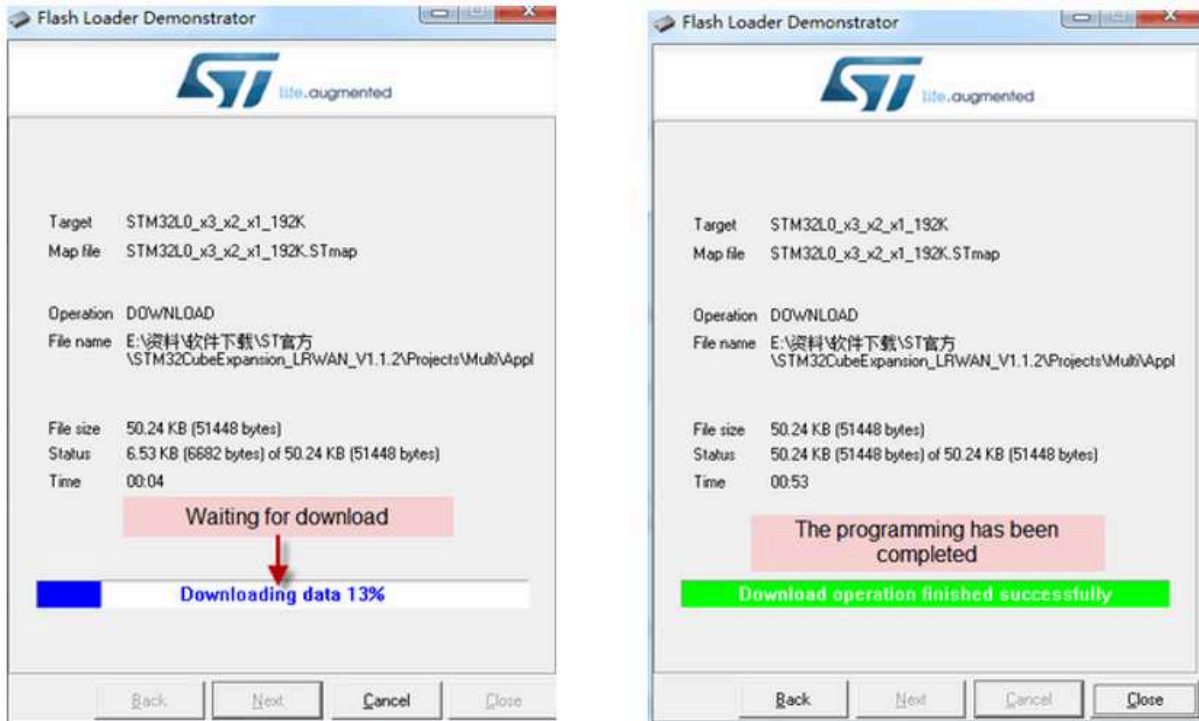 Flash Loader Demonstrator
ST life.augmented
Target STM32L0_x3_x2_x1_192K
Map file STM32L0_x3_x2_x1_192K.STmap
Operation DOWNLOAD
File name E:\资料\软件下载\ST官方
\STM32CubeExpansion_LRWAN_V1.1.2\Projects\Multi\Appl
File size 50.24 KB (51448 bytes)
Status 6.53 KB (6682 bytes) of 50.24 KB (51448 bytes)
Time 00:04
Waiting for download
Downloading data 13%
Back Next Cancel Close
Flash Loader Demonstrator
ST life.augmented
Target STM32L0_x3_x2_x1_192K
Map file STM32L0_x3_x2_x1_192K.STmap
Operation DOWNLOAD
File name E:\资料\软件下载\ST官方
\STM32CubeExpansion_LRWAN_V1.1.2\Projects\Multi\Appl
File size 50.24 KB (51448 bytes)
Status 50.24 KB (51448 bytes) of 50.24 KB (51448 bytes)
Time 00:53
The programming has been
completed
Download operation finished successfully
Back Next Cancel Close